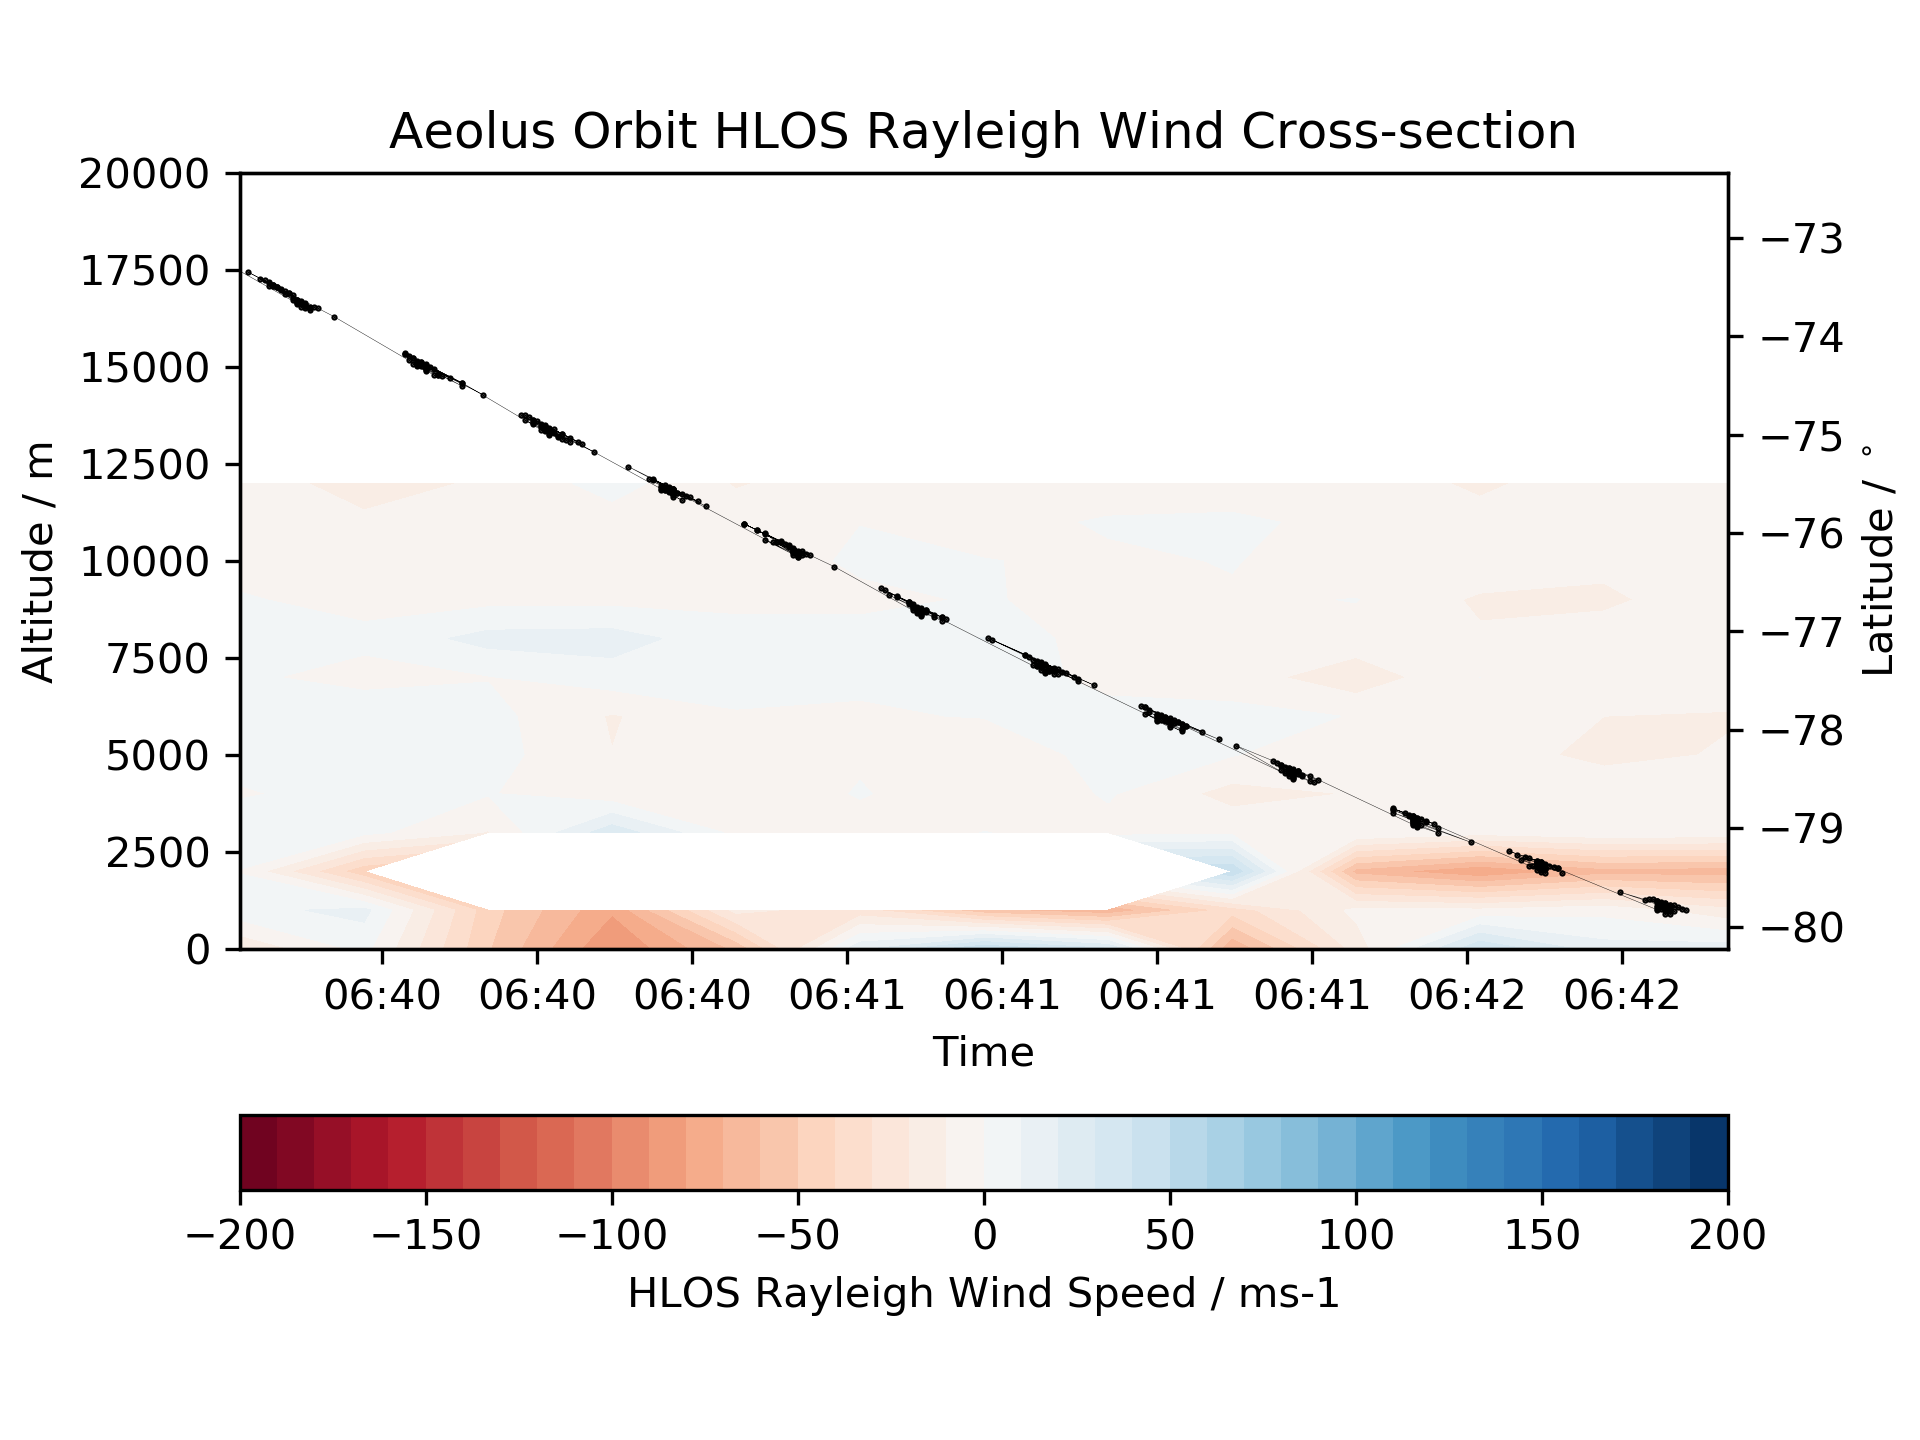 Aeolus Orbit HLOS Rayleigh Wind Cross-section
20000
17500
15000
12500
10000
7500
5000
2500
0
Altitude / m
−73
−74
−75
−76
−77
−78
−79
−80
Latitude / °
06:40 06:40 06:40 06:41 06:41 06:41 06:41 06:42 06:42
Time
−200 −150 −100 −50 0 50 100 150 200
HLOS Rayleigh Wind Speed / ms-1